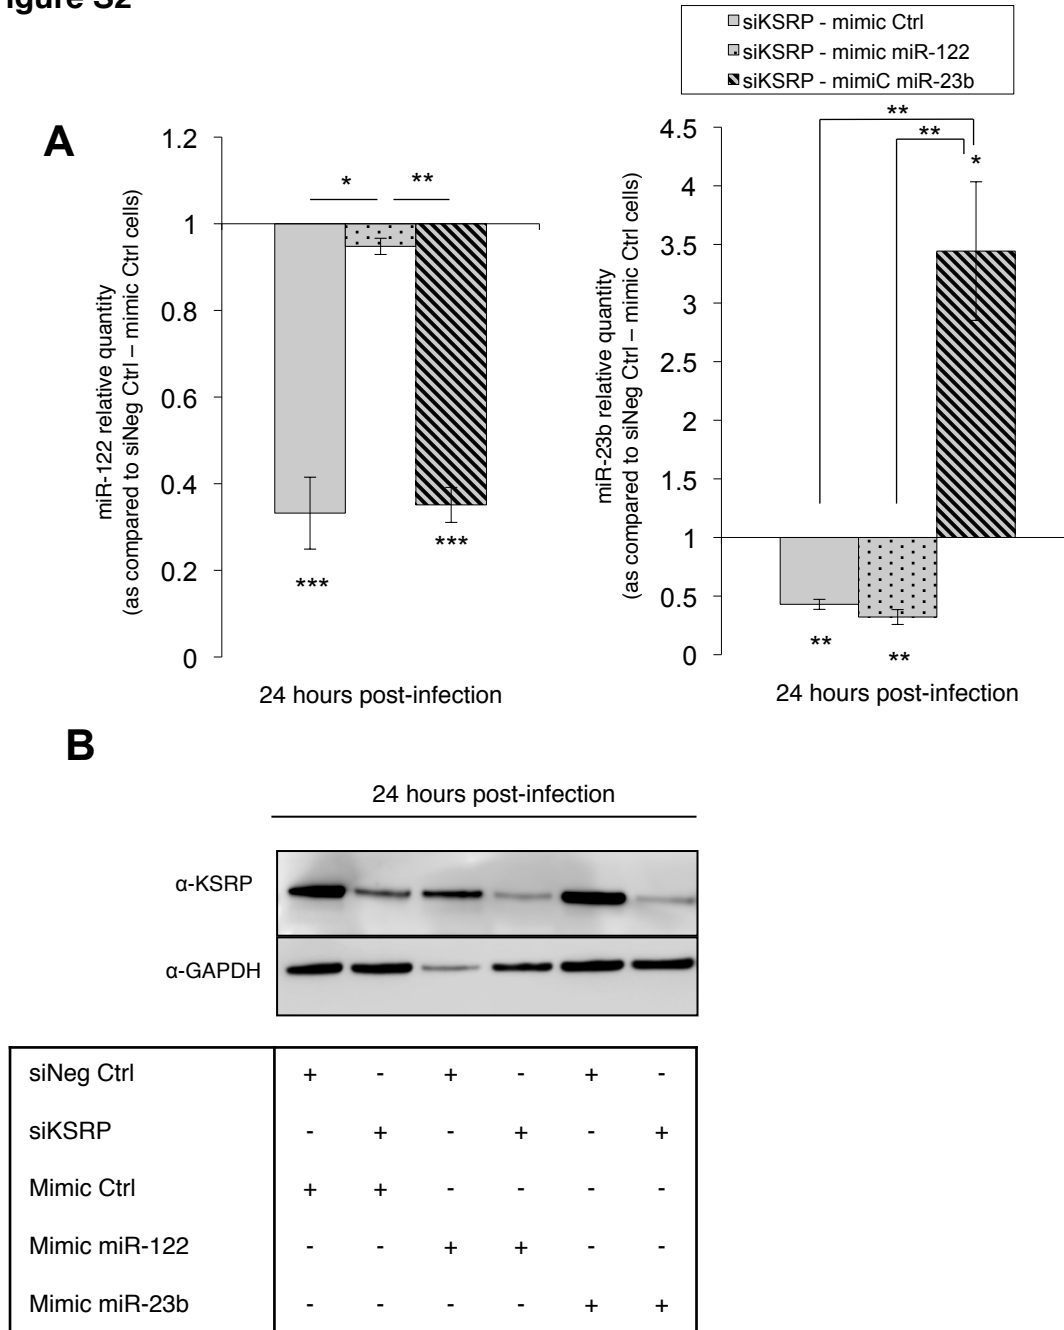 igure S2
siKSRP - mimic Ctrl
siKSRP - mimic miR-122
siKSRP - mimiC miR-23b
A
miR-122 relative quantity
(as compared to siNeg Ctrl – mimic Ctrl cells)
1.2
1
0.8
0.6
0.4
0.2
0
*
**
***
***
24 hours post-infection
miR-23b relative quantity
(as compared to siNeg Ctrl – mimic Ctrl cells)
4.5
4
3.5
3
2.5
2
1.5
1
0.5
0
**
**
*
**
**
24 hours post-infection
B
24 hours post-infection
α-KSRP
α-GAPDH
siNeg Ctrl + - + - + -
siKSRP - + - + - +
Mimic Ctrl + + - - - -
Mimic miR-122 - - + + - -
Mimic miR-23b - - - - + +